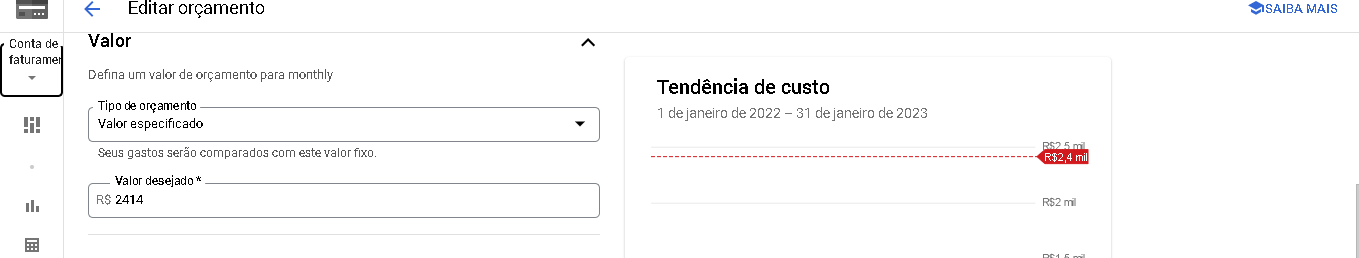 Editar orçamento
SAIBA MAIS
Conta de
faturamen
Valor
Defina um valor de orçamento para monthly
Tipo de orçamento
Valor especificado
Seus gastos serão comparados com este valor fixo.
Valor desejado *
R$ 2414
Tendência de custo
1 de janeiro de 2022 – 31 de janeiro de 2023
R$2,5 mil
R$2,4 mil
R$2 mil
R$1,5 mil